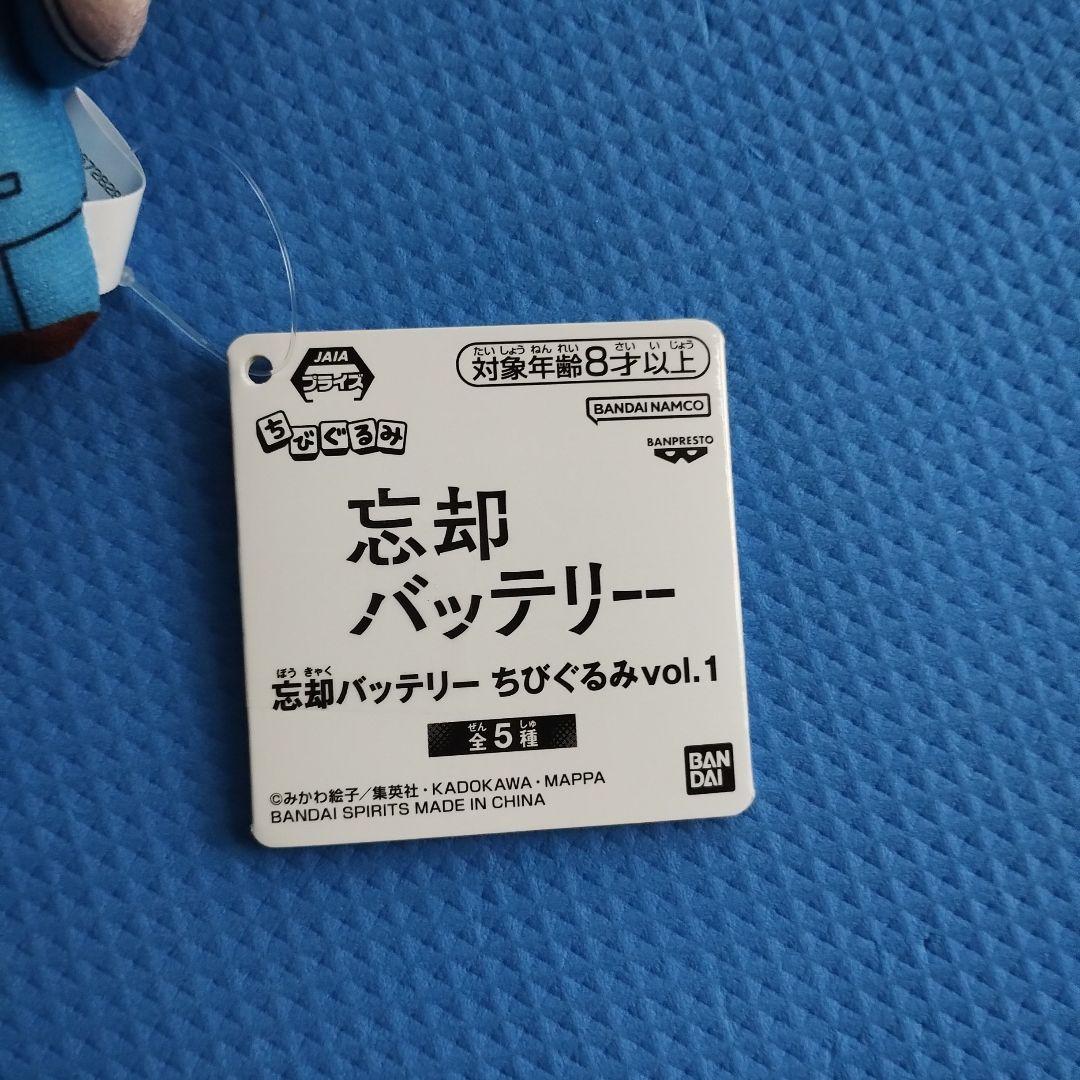 JAIA
プライズ
たいしょうねんれい さい いじょう
対象年齢8才以上
ちびぐるみ
BANDAI NAMCO
BANPRESTO
忘却
バッテリー
ぼうきゃく
忘却バッテリー ちびぐるみvol.1
ぜん しゅ
全5種
©みかわ絵子/集英社・KADOKAWA・MAPPA
BANDAI SPIRITS MADE IN CHINA
BAN
DAI